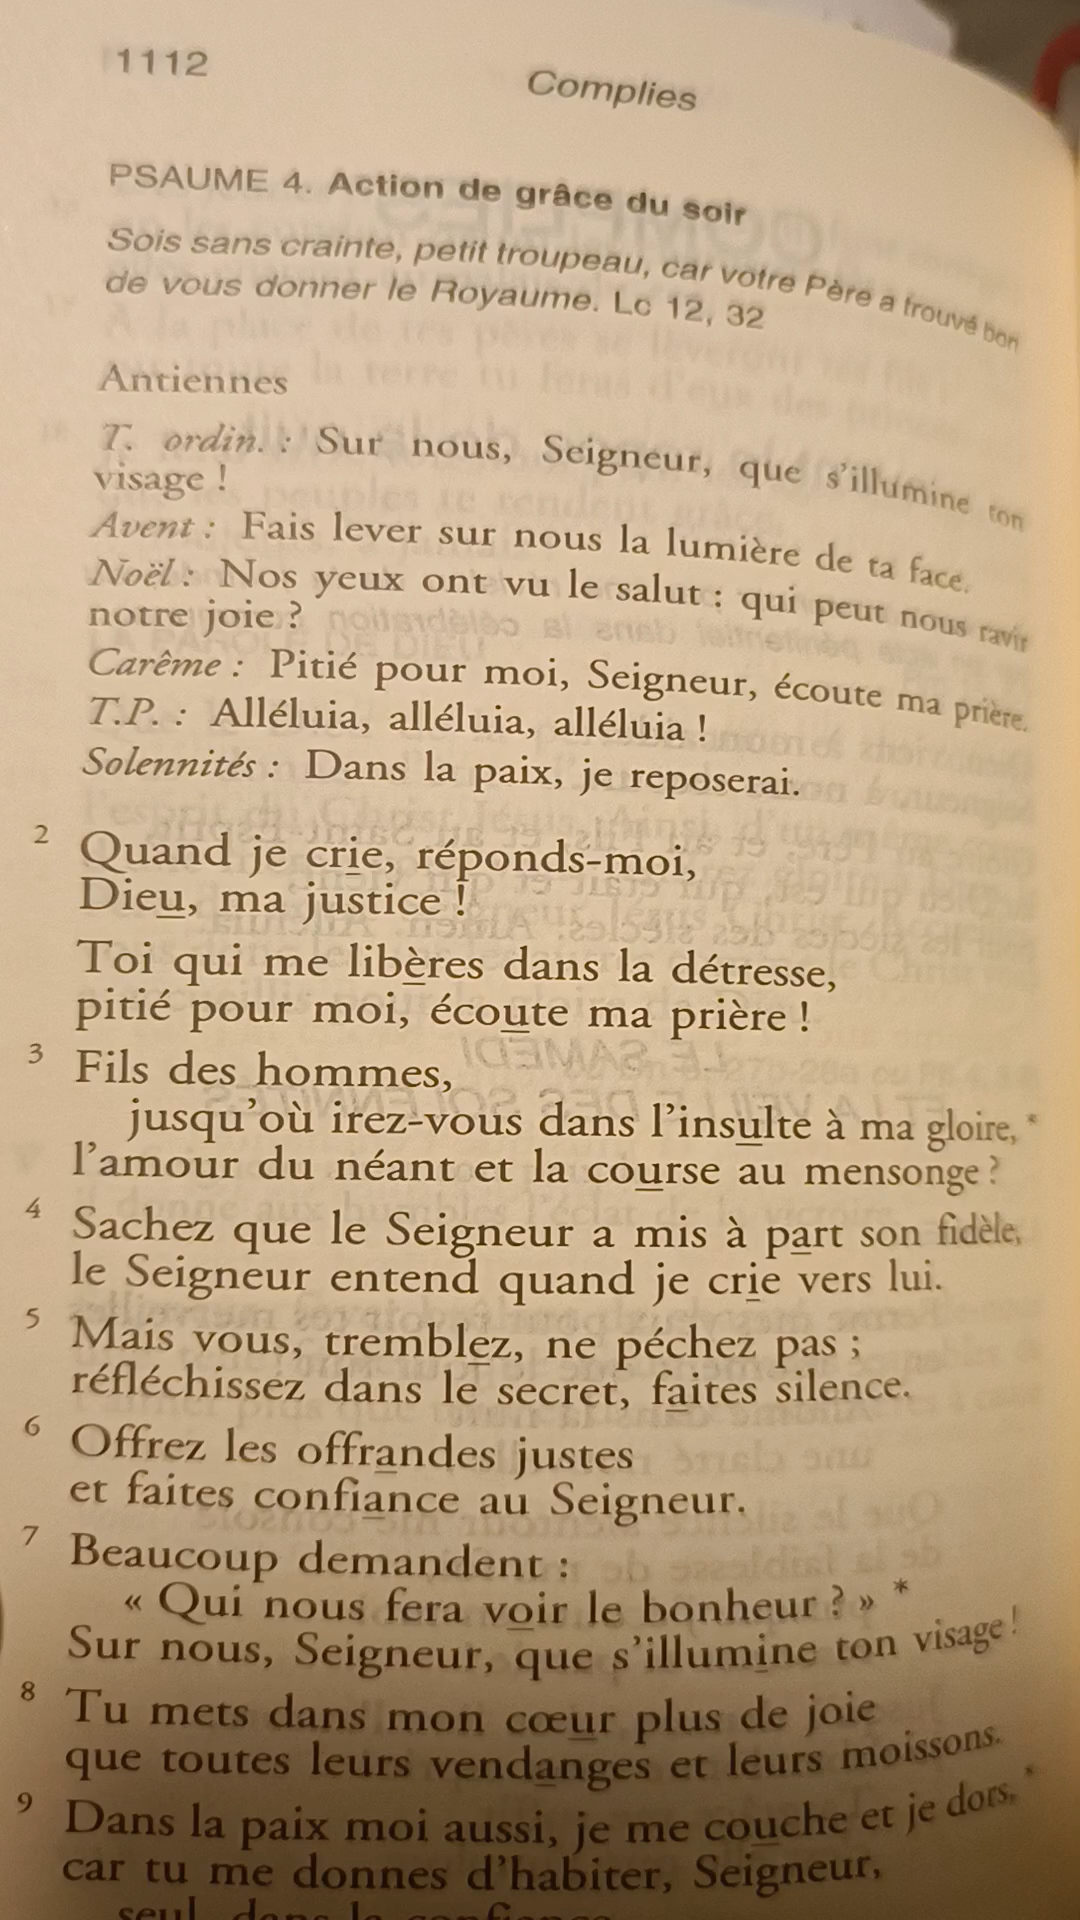 1112
Complies
PSAUME 4. Action de grâce du soir
Sois sans crainte, petit troupeau, car votre Père a trouvé bon
de vous donner le Royaume. Lc 12, 32
Antiennes
T. ordin. : Sur nous, Seigneur, que s'illumine ton
visage !
Avent : Fais lever sur nous la lumière de ta face.
Noël : Nos yeux ont vu le salut : qui peut nous ravir
notre joie ?
Carême : Pitié pour moi, Seigneur, écoute ma prière.
T.P. : Alléluia, alléluia, alléluia !
Solennités : Dans la paix, je reposerai.
2 Quand je crie, réponds-moi,
Dieu, ma justice !
Toi qui me libères dans la détresse,
pitié pour moi, écoute ma prière !
3 Fils des hommes,
jusqu'où irez-vous dans l'insulte à ma gloire, *
l'amour du néant et la course au mensonge ?
4 Sachez que le Seigneur a mis à part son fidèle,
le Seigneur entend quand je crie vers lui.
5 Mais vous, tremblez, ne péchez pas ;
réfléchissez dans le secret, faites silence.
6 Offrez les offrandes justes
et faites confiance au Seigneur.
7 Beaucoup demandent :
« Qui nous fera voir le bonheur ? » *
Sur nous, Seigneur, que s'illumine ton visage !
8 Tu mets dans mon cœur plus de joie
que toutes leurs vendanges et leurs moissons.
9 Dans la paix moi aussi, je me couche et je dors, *
car tu me donnes d'habiter, Seigneur,
seul, dans la confiance.